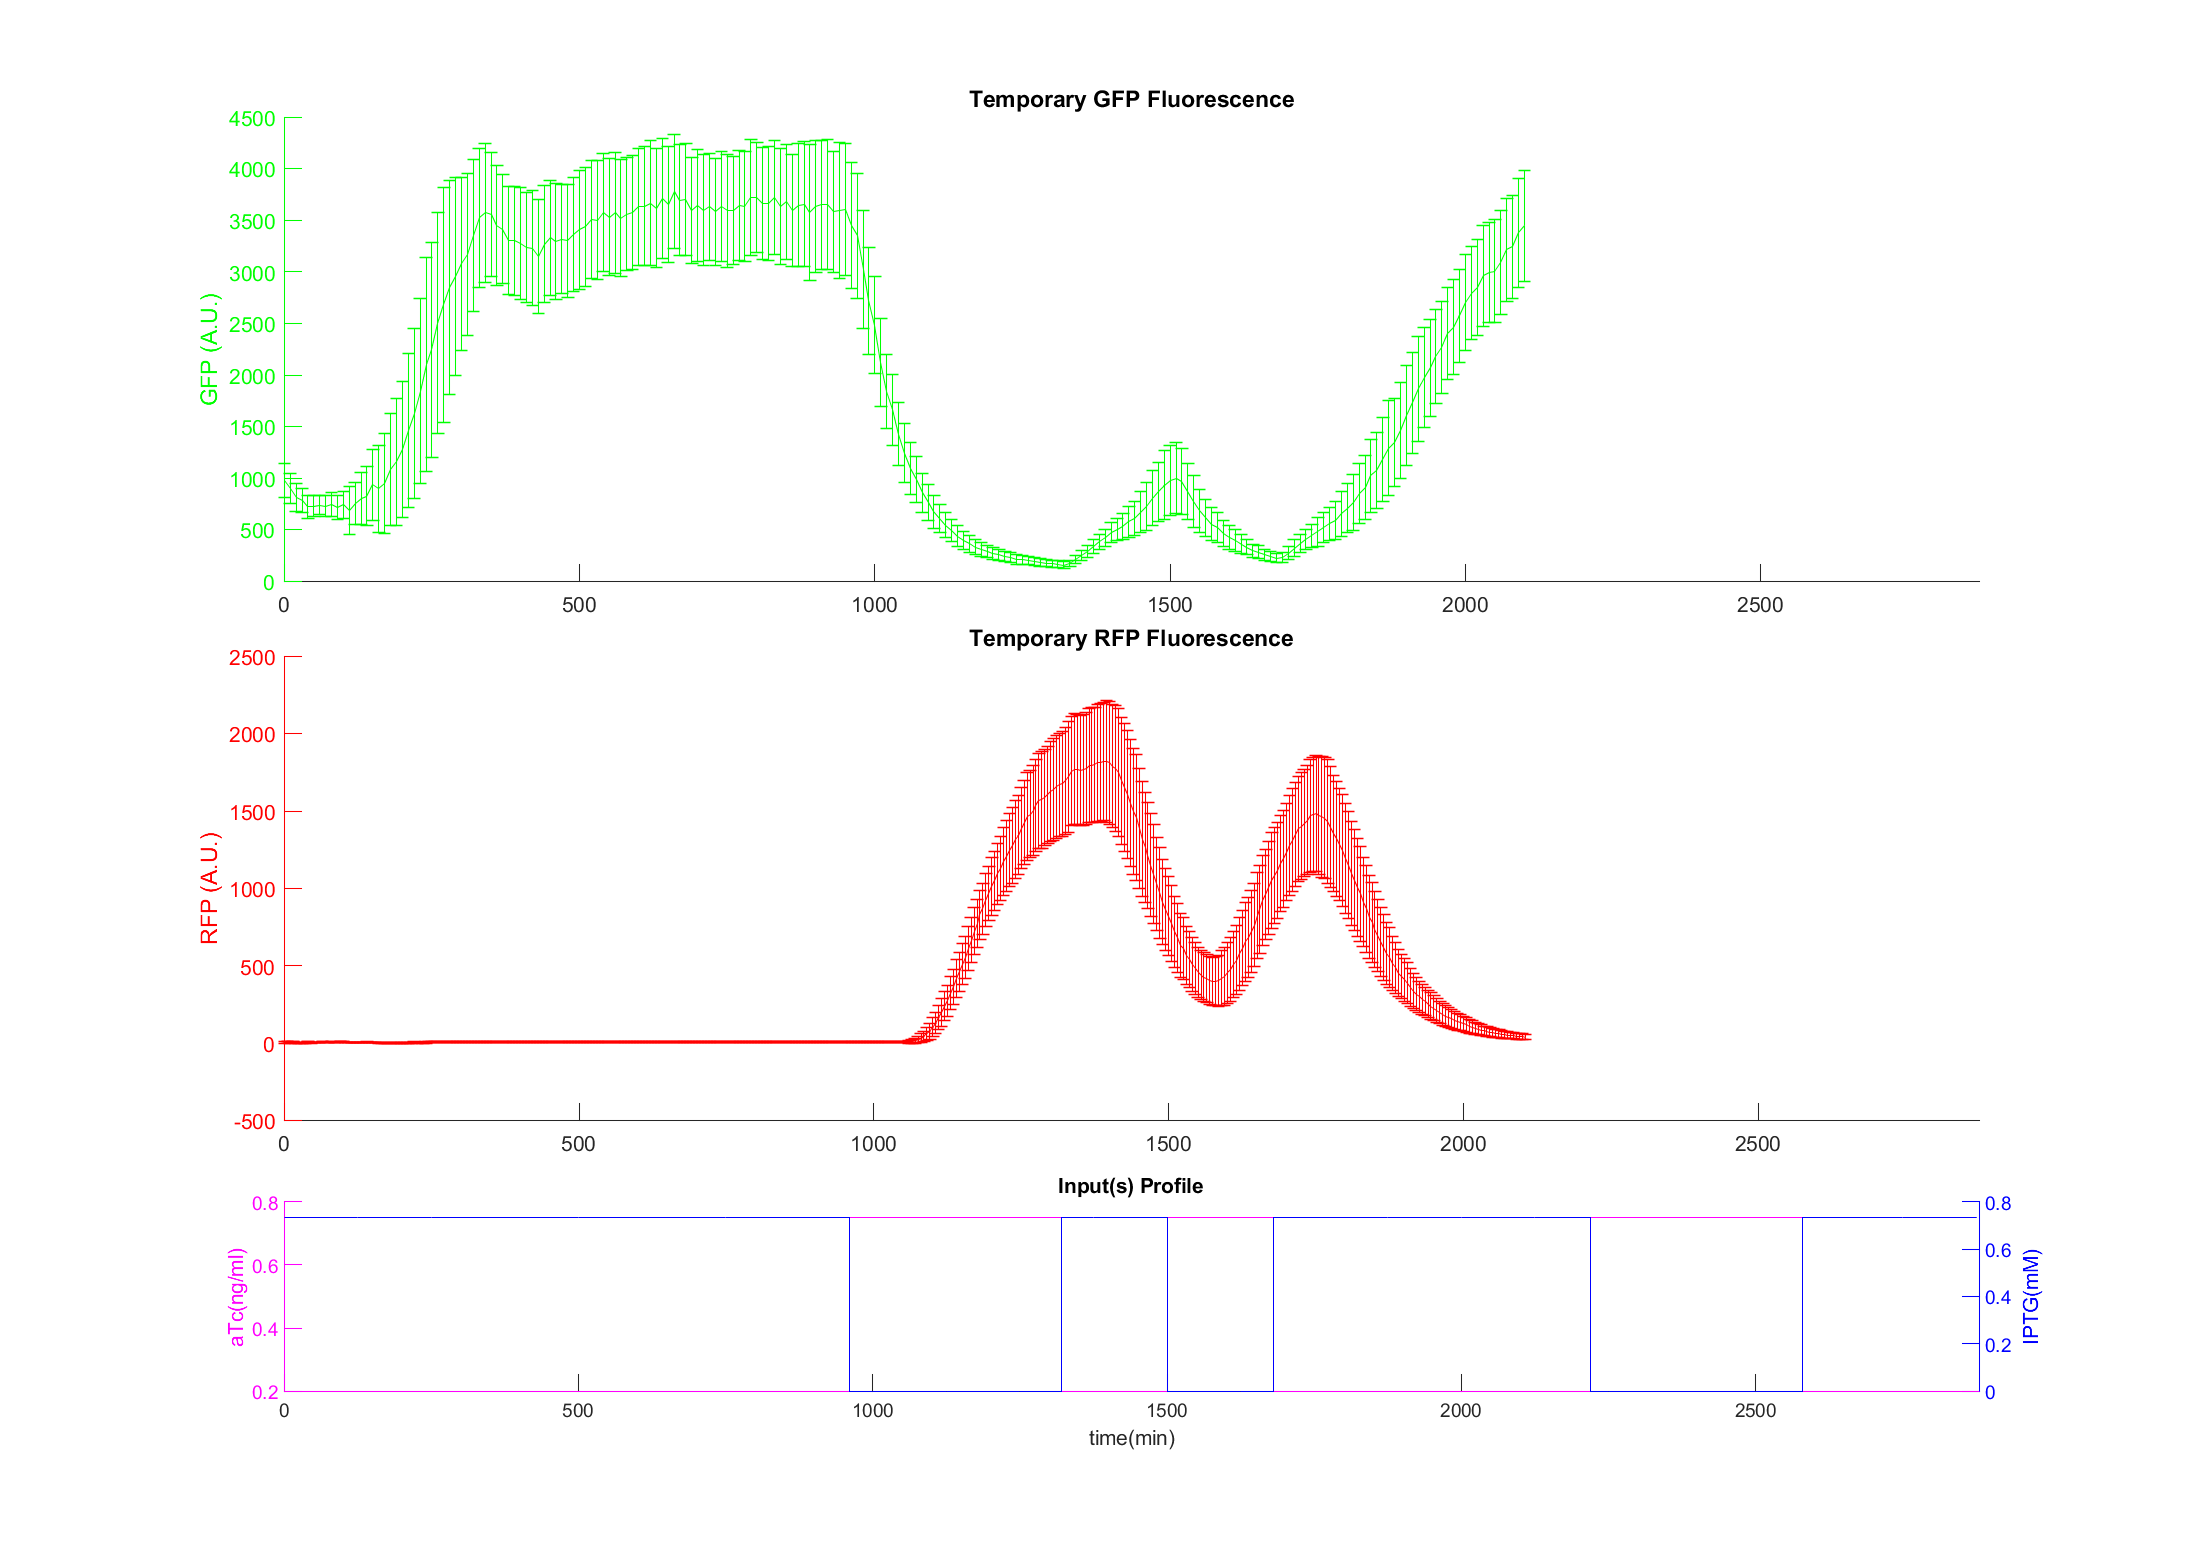 Temporary GFP Fluorescence
4500
4000
3500
3000
2500
2000
1500
1000
500
0
GFP (A.U.)
0 500 1000 1500 2000 2500
Temporary RFP Fluorescence
2500
2000
1500
1000
500
0
-500
RFP (A.U.)
0 500 1000 1500 2000 2500
Input(s) Profile
0.8
0.6
0.4
0.2
aTc(ng/ml)
0.8
0.6
0.4
0.2
0
IPTG(mM)
0 500 1000 1500 2000 2500
time(min)